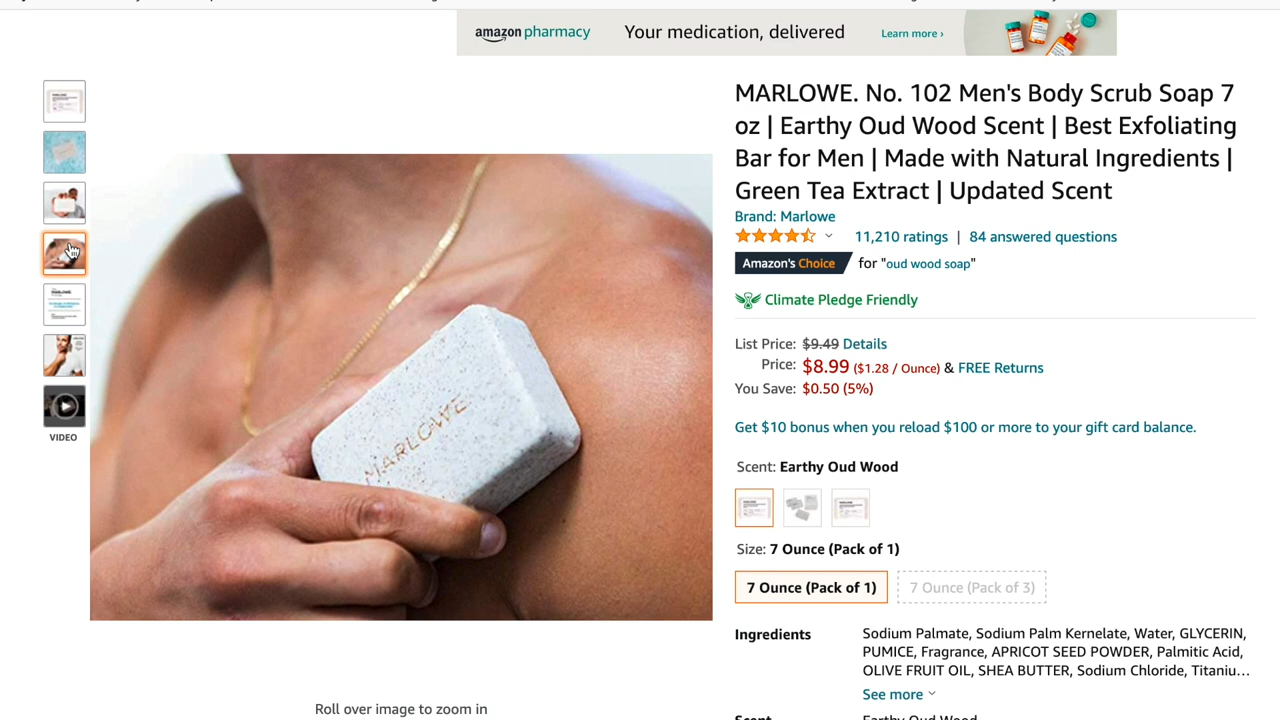 amazon pharmacy Your medication, delivered Learn more ›
MARLOWE. No. 102 Men's Body Scrub Soap 7
oz | Earthy Oud Wood Scent | Best Exfoliating
Bar for Men | Made with Natural Ingredients |
Green Tea Extract | Updated Scent
Brand: Marlowe
11,210 ratings | 84 answered questions
Amazon's Choice for "oud wood soap"
Climate Pledge Friendly
List Price: $9.49 Details
Price: $8.99 ($1.28 / Ounce) & FREE Returns
You Save: $0.50 (5%)
Get $10 bonus when you reload $100 or more to your gift card balance.
Scent: Earthy Oud Wood
Size: 7 Ounce (Pack of 1)
7 Ounce (Pack of 1) 7 Ounce (Pack of 3)
Ingredients Sodium Palmate, Sodium Palm Kernelate, Water, GLYCERIN,
PUMICE, Fragrance, APRICOT SEED POWDER, Palmitic Acid,
OLIVE FRUIT OIL, SHEA BUTTER, Sodium Chloride, Titaniu...
See more
Scent Earthy Oud Wood
MARLOWE
VIDEO
Roll over image to zoom in